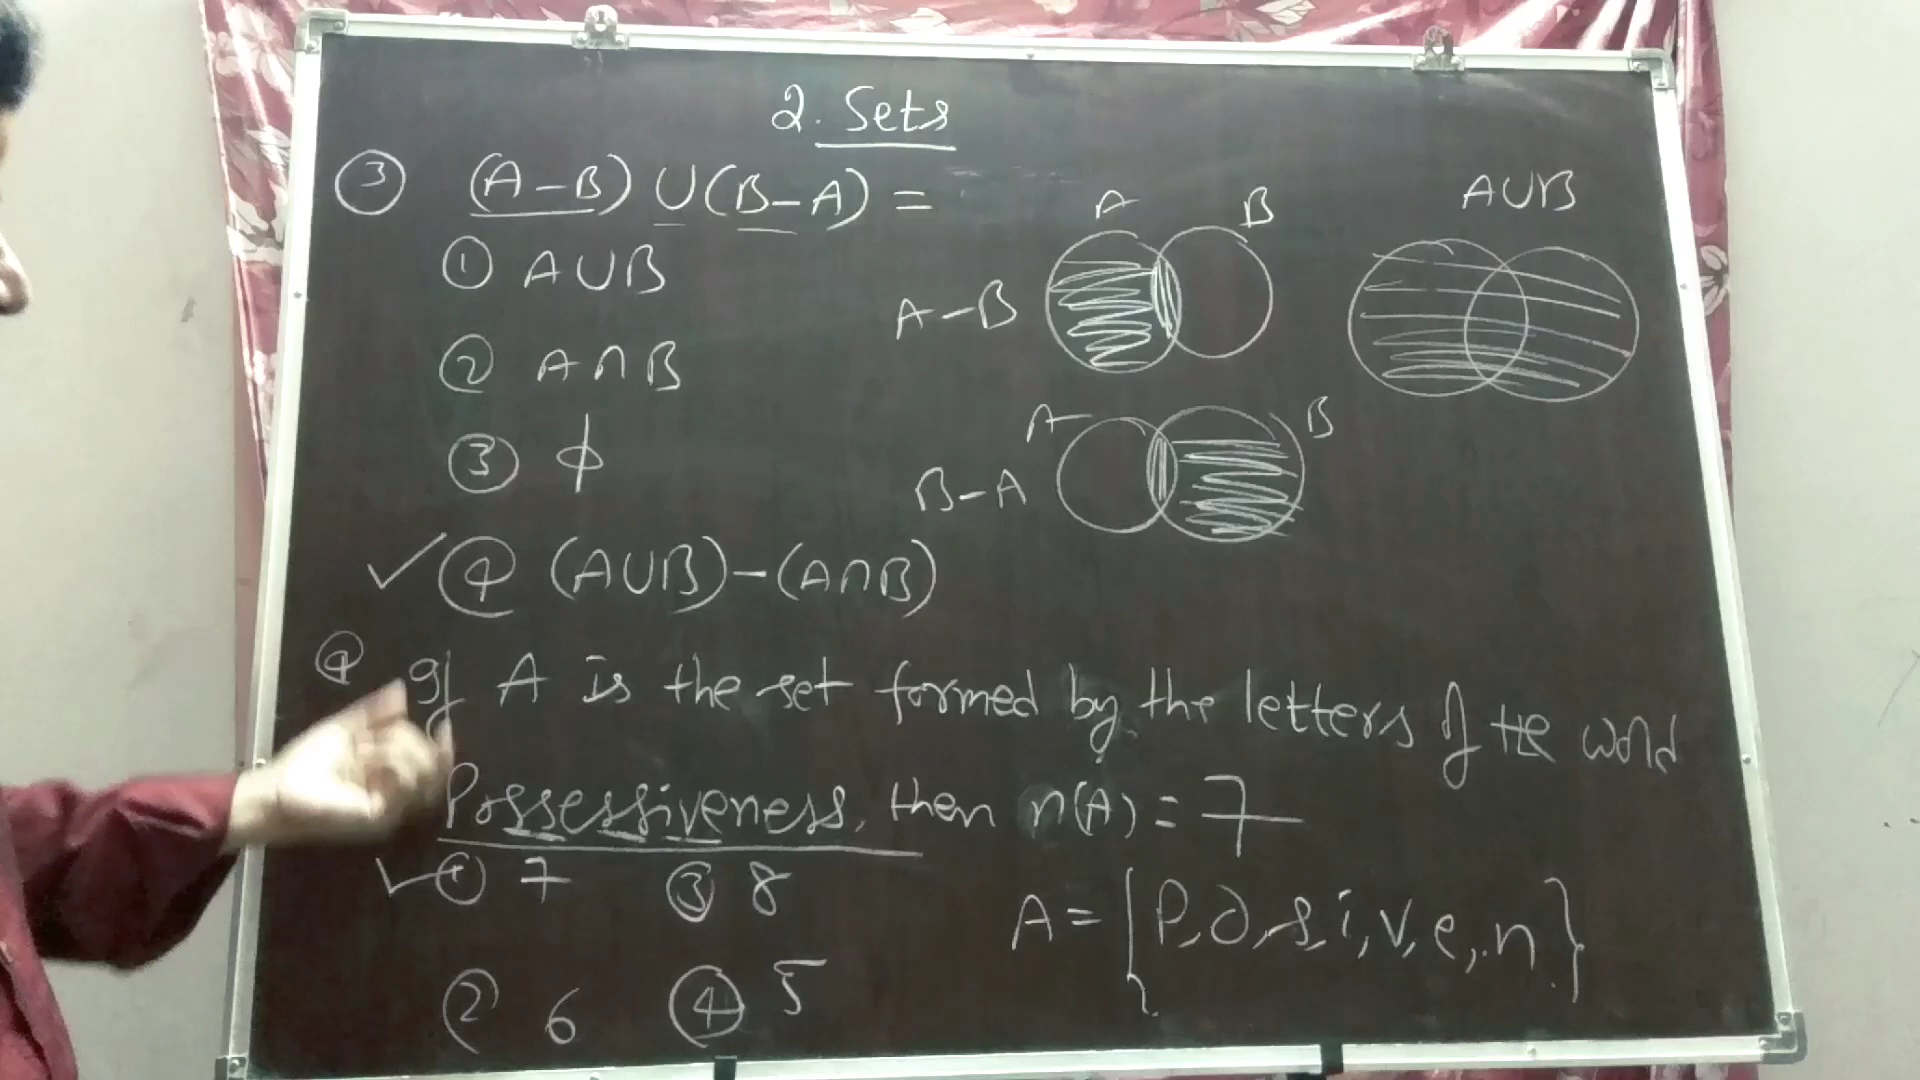 2. Sets
③ (A-B) ∪ (B-A) =
① A∪B
② A∩B
③ ϕ
✓④ (A∪B)-(A∩B)
A B
A-B
A∪B
A B
B-A
④ If A is the set formed by the letters of the word
Possessiveness, then n(A) = 7
✓① 7 ③ 8
② 6 ④ 5
A = {P, o, s, i, v, e, n}